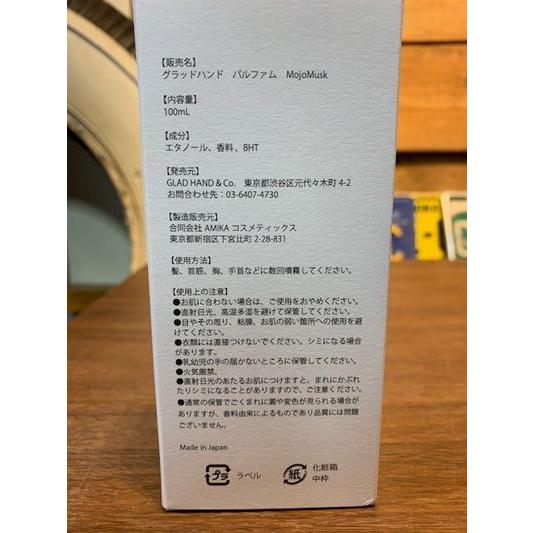 【販売名】
グラッドハンド パルファム MojoMusk
【内容量】
100mL
【成分】
エタノール、香料、BHT
【発売元】
GLAD HAND & Co. 東京都渋谷区元代々木町 4-2
お問合わせ先：03-6407-4730
【製造販売元】
合同会社 AMIKA コスメティックス
東京都新宿区下宮比町 2-28-831
【使用方法】
髪、首筋、胸、手首などに数回噴霧してください。
【使用上の注意】
●お肌に合わない場合は、ご使用をおやめください。
●直射日光、高温多湿を避けて保管してください。
●目やその周り、粘膜、お肌の弱い箇所への使用を避
けてください。
●衣類には直接つけないでください。シミになる場合
があります。
●乳幼児の手の届かないところに保管してください。
●火気厳禁。
●直射日光のあたるお肌につけますと、まれにかぶれ
たりシミになることがありますので、ご注意ください。
●通常の保管でごくまれに澱や変色が見られる場合が
ありますが、香料由来によるものであり品質には問題
ございません。
Made in Japan
プラ ラベル
紙 化粧箱
中枠